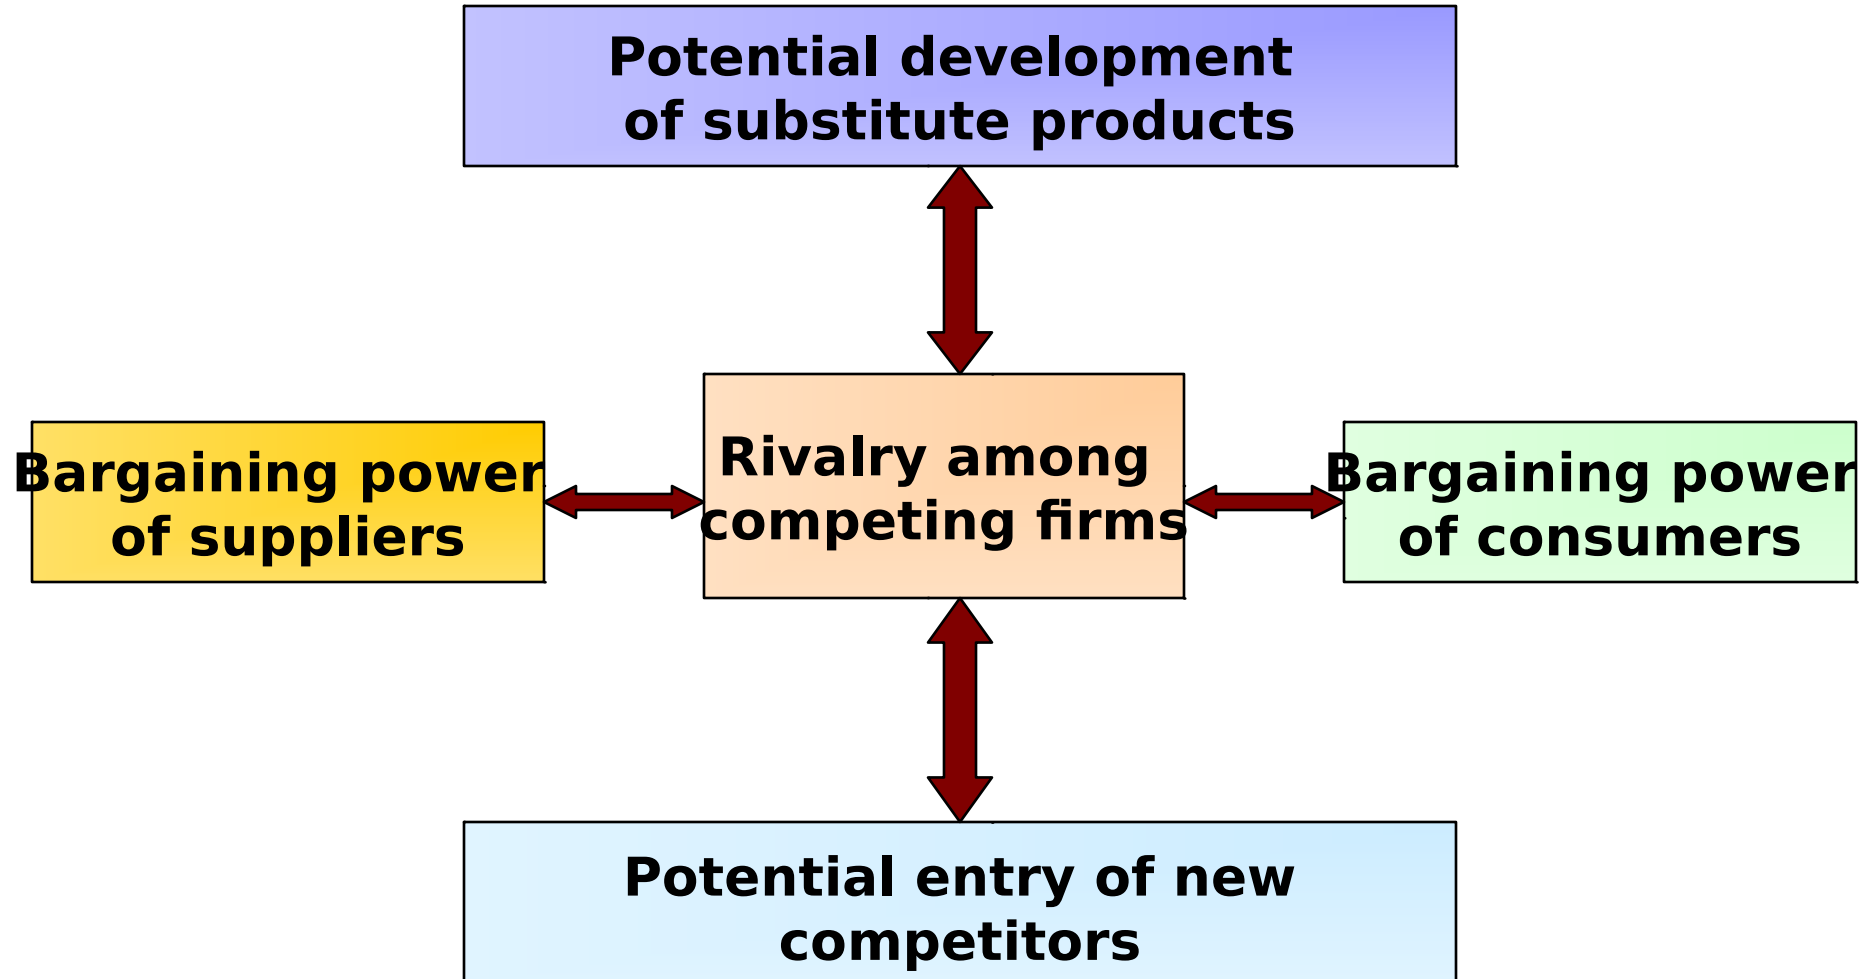 Potential development
of substitute products
Bargaining power
of suppliers
Rivalry among
competing firms
Bargaining power
of consumers
Potential entry of new
competitors